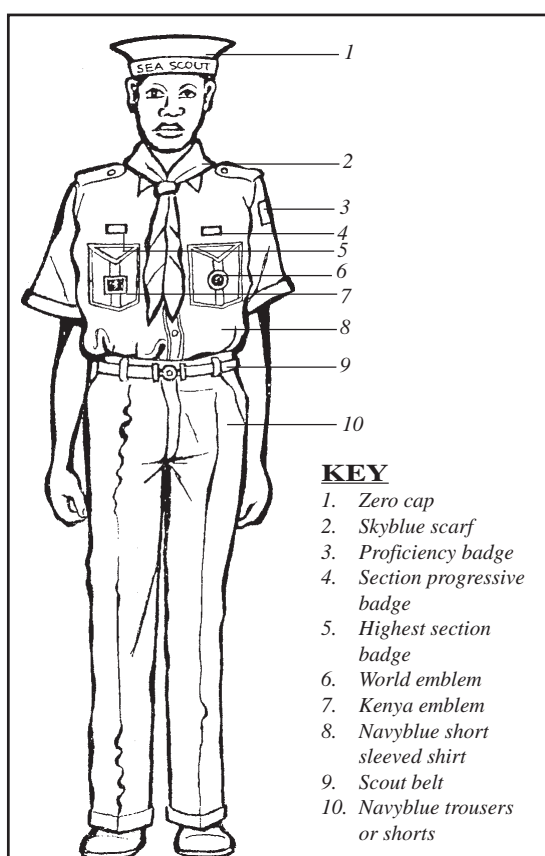 SEA SCOUT
1
2
3
4
5
6
7
8
9
10
KEY
1. Zero cap
2. Skyblue scarf
3. Proficiency badge
4. Section progressive
badge
5. Highest section
badge
6. World emblem
7. Kenya emblem
8. Navyblue short
sleeved shirt
9. Scout belt
10. Navyblue trousers
or shorts